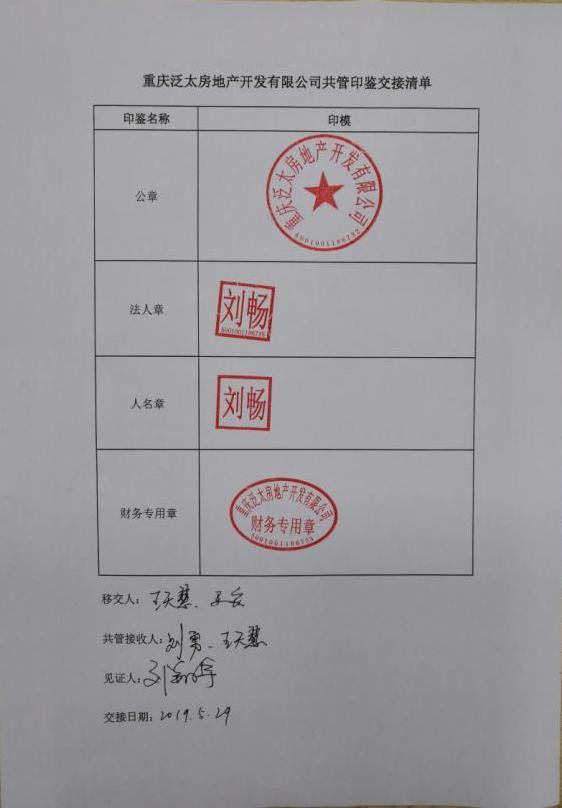 重庆泛太房地产开发有限公司共管印鉴交接清单
印鉴名称 印模
公章
重庆泛太房地产开发有限公司
5001001186732
法人章
刘畅
人名章
刘畅
财务专用章
重庆泛太房地产开发有限公司
财务专用章
5001001186733
移交人：王天慧、
共管接收人：刘勇、王天慧
见证人：刘
交接日期：2019.5.29